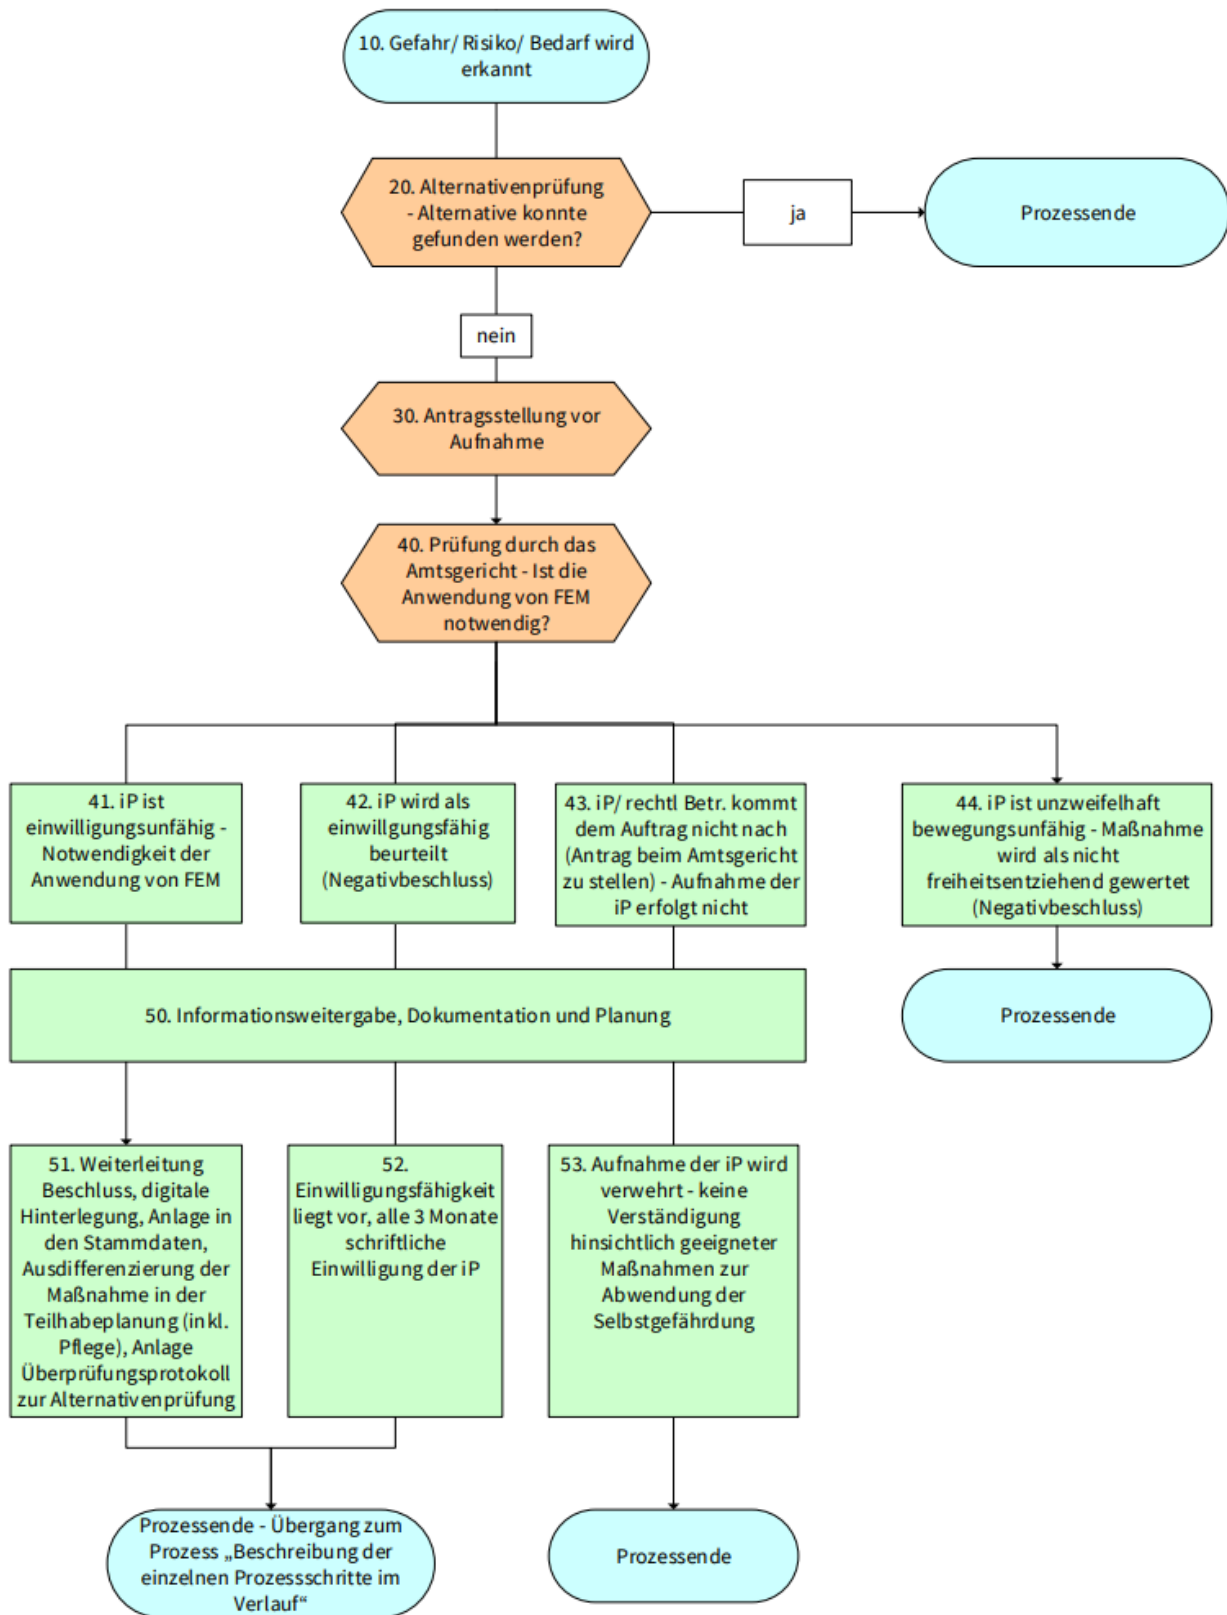 10. Gefahr/ Risiko/ Bedarf wird
erkannt
20. Alternativenprüfung
- Alternative konnte
gefunden werden?
ja
Prozessende
nein
30. Antragsstellung vor
Aufnahme
40. Prüfung durch das
Amtsgericht - Ist die
Anwendung von FEM
notwendig?
41. iP ist
einwilligungsunfähig -
Notwendigkeit der
Anwendung von FEM
42. iP wird als
einwillgungsfähig
beurteilt
(Negativbeschluss)
43. iP/ rechtl Betr. kommt
dem Auftrag nicht nach
(Antrag beim Amtsgericht
zu stellen) - Aufnahme der
iP erfolgt nicht
44. iP ist unzweifelhaft
bewegungsunfähig - Maßnahme
wird als nicht
freiheitsentziehend gewertet
(Negativbeschluss)
50. Informationsweitergabe, Dokumentation und Planung
Prozessende
51. Weiterleitung
Beschluss, digitale
Hinterlegung, Anlage in
den Stammdaten,
Ausdifferenzierung der
Maßnahme in der
Teilhabeplanung (inkl.
Pflege), Anlage
Überprüfungsprotokoll
zur Alternativenprüfung
52.
Einwilligungsfähigkeit
liegt vor, alle 3 Monate
schriftliche
Einwilligung der iP
53. Aufnahme der iP wird
verwehrt - keine
Verständigung
hinsichtlich geeigneter
Maßnahmen zur
Abwendung der
Selbstgefährdung
Prozessende - Übergang zum
Prozess „Beschreibung der
einzelnen Prozessschritte im
Verlauf“
Prozessende